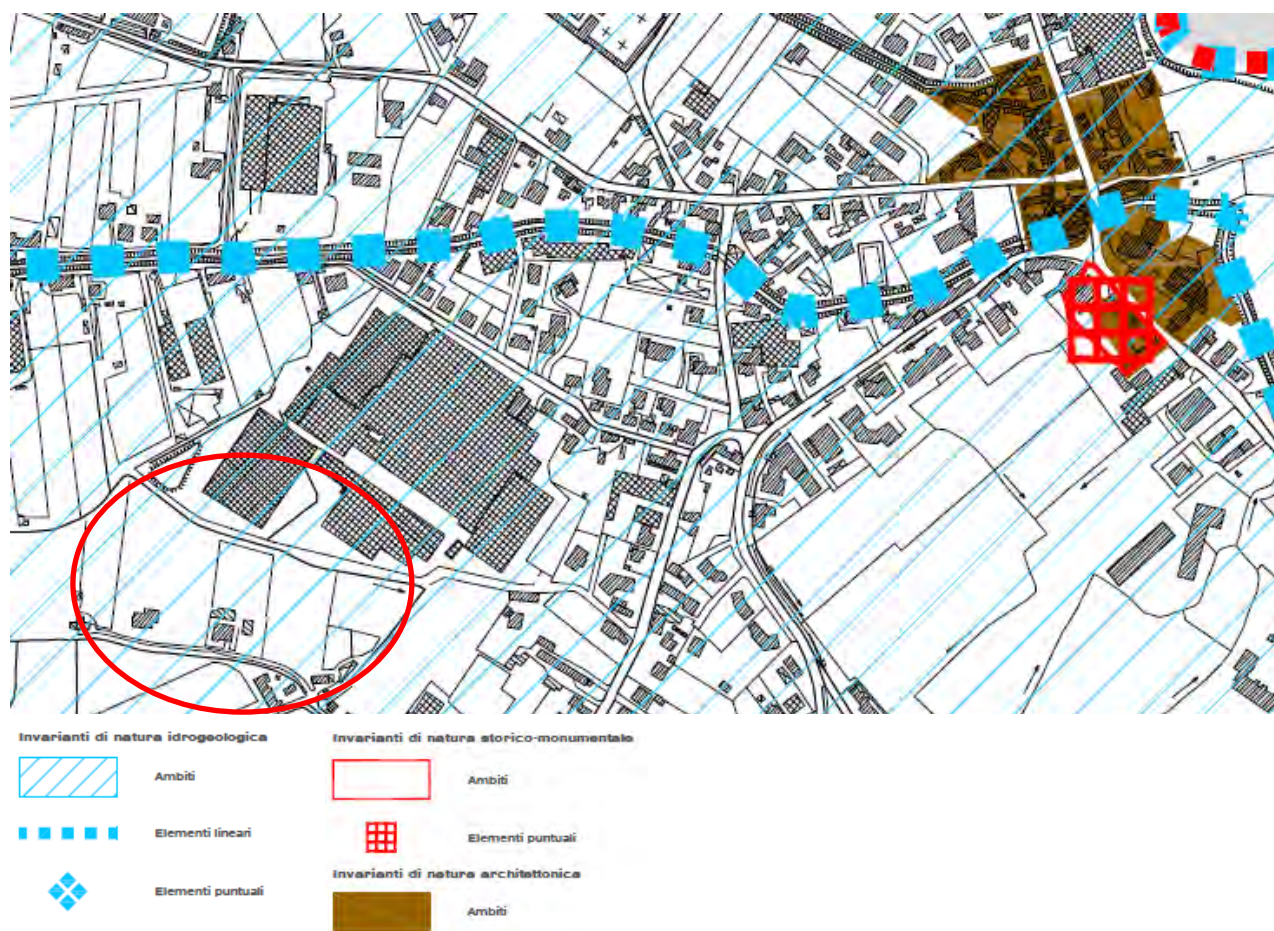 Invarianti di natura idrogeologica
Ambiti
Elementi lineari
Elementi puntuali
Invarianti di natura storico-monumentale
Ambiti
Elementi puntuali
Invarianti di natura architettonica
Ambiti